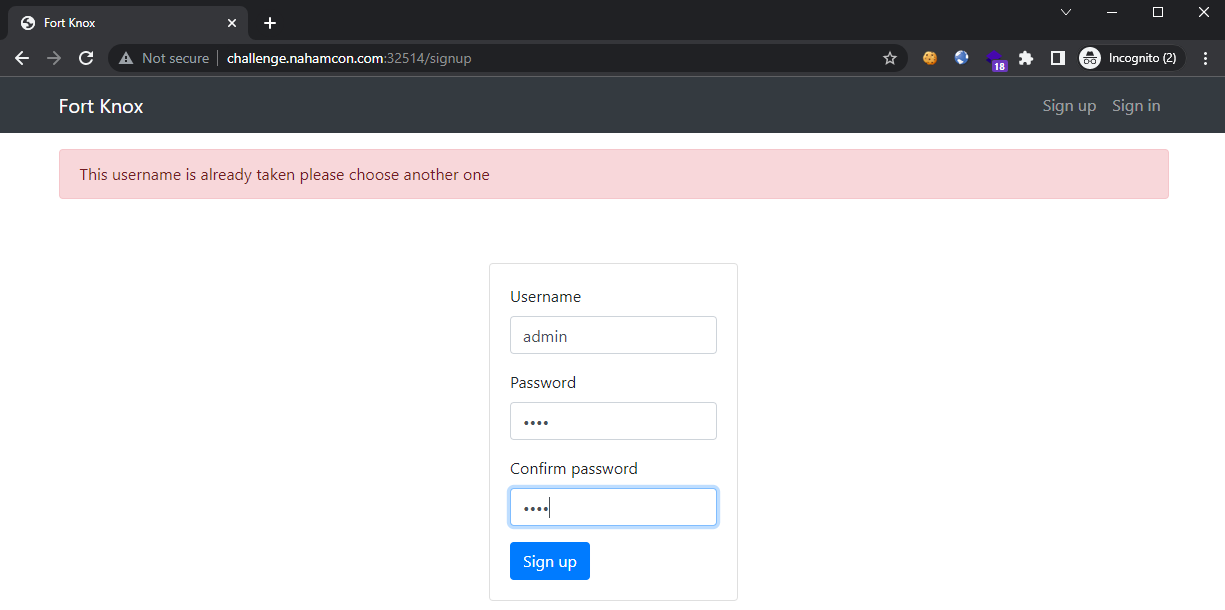 Fort Knox
Not secure challenge.nahamcon.com:32514/signup
18
Incognito (2)
Fort Knox
Sign up Sign in
This username is already taken please choose another one
Username
admin
Password
••••
Confirm password
••••
Sign up